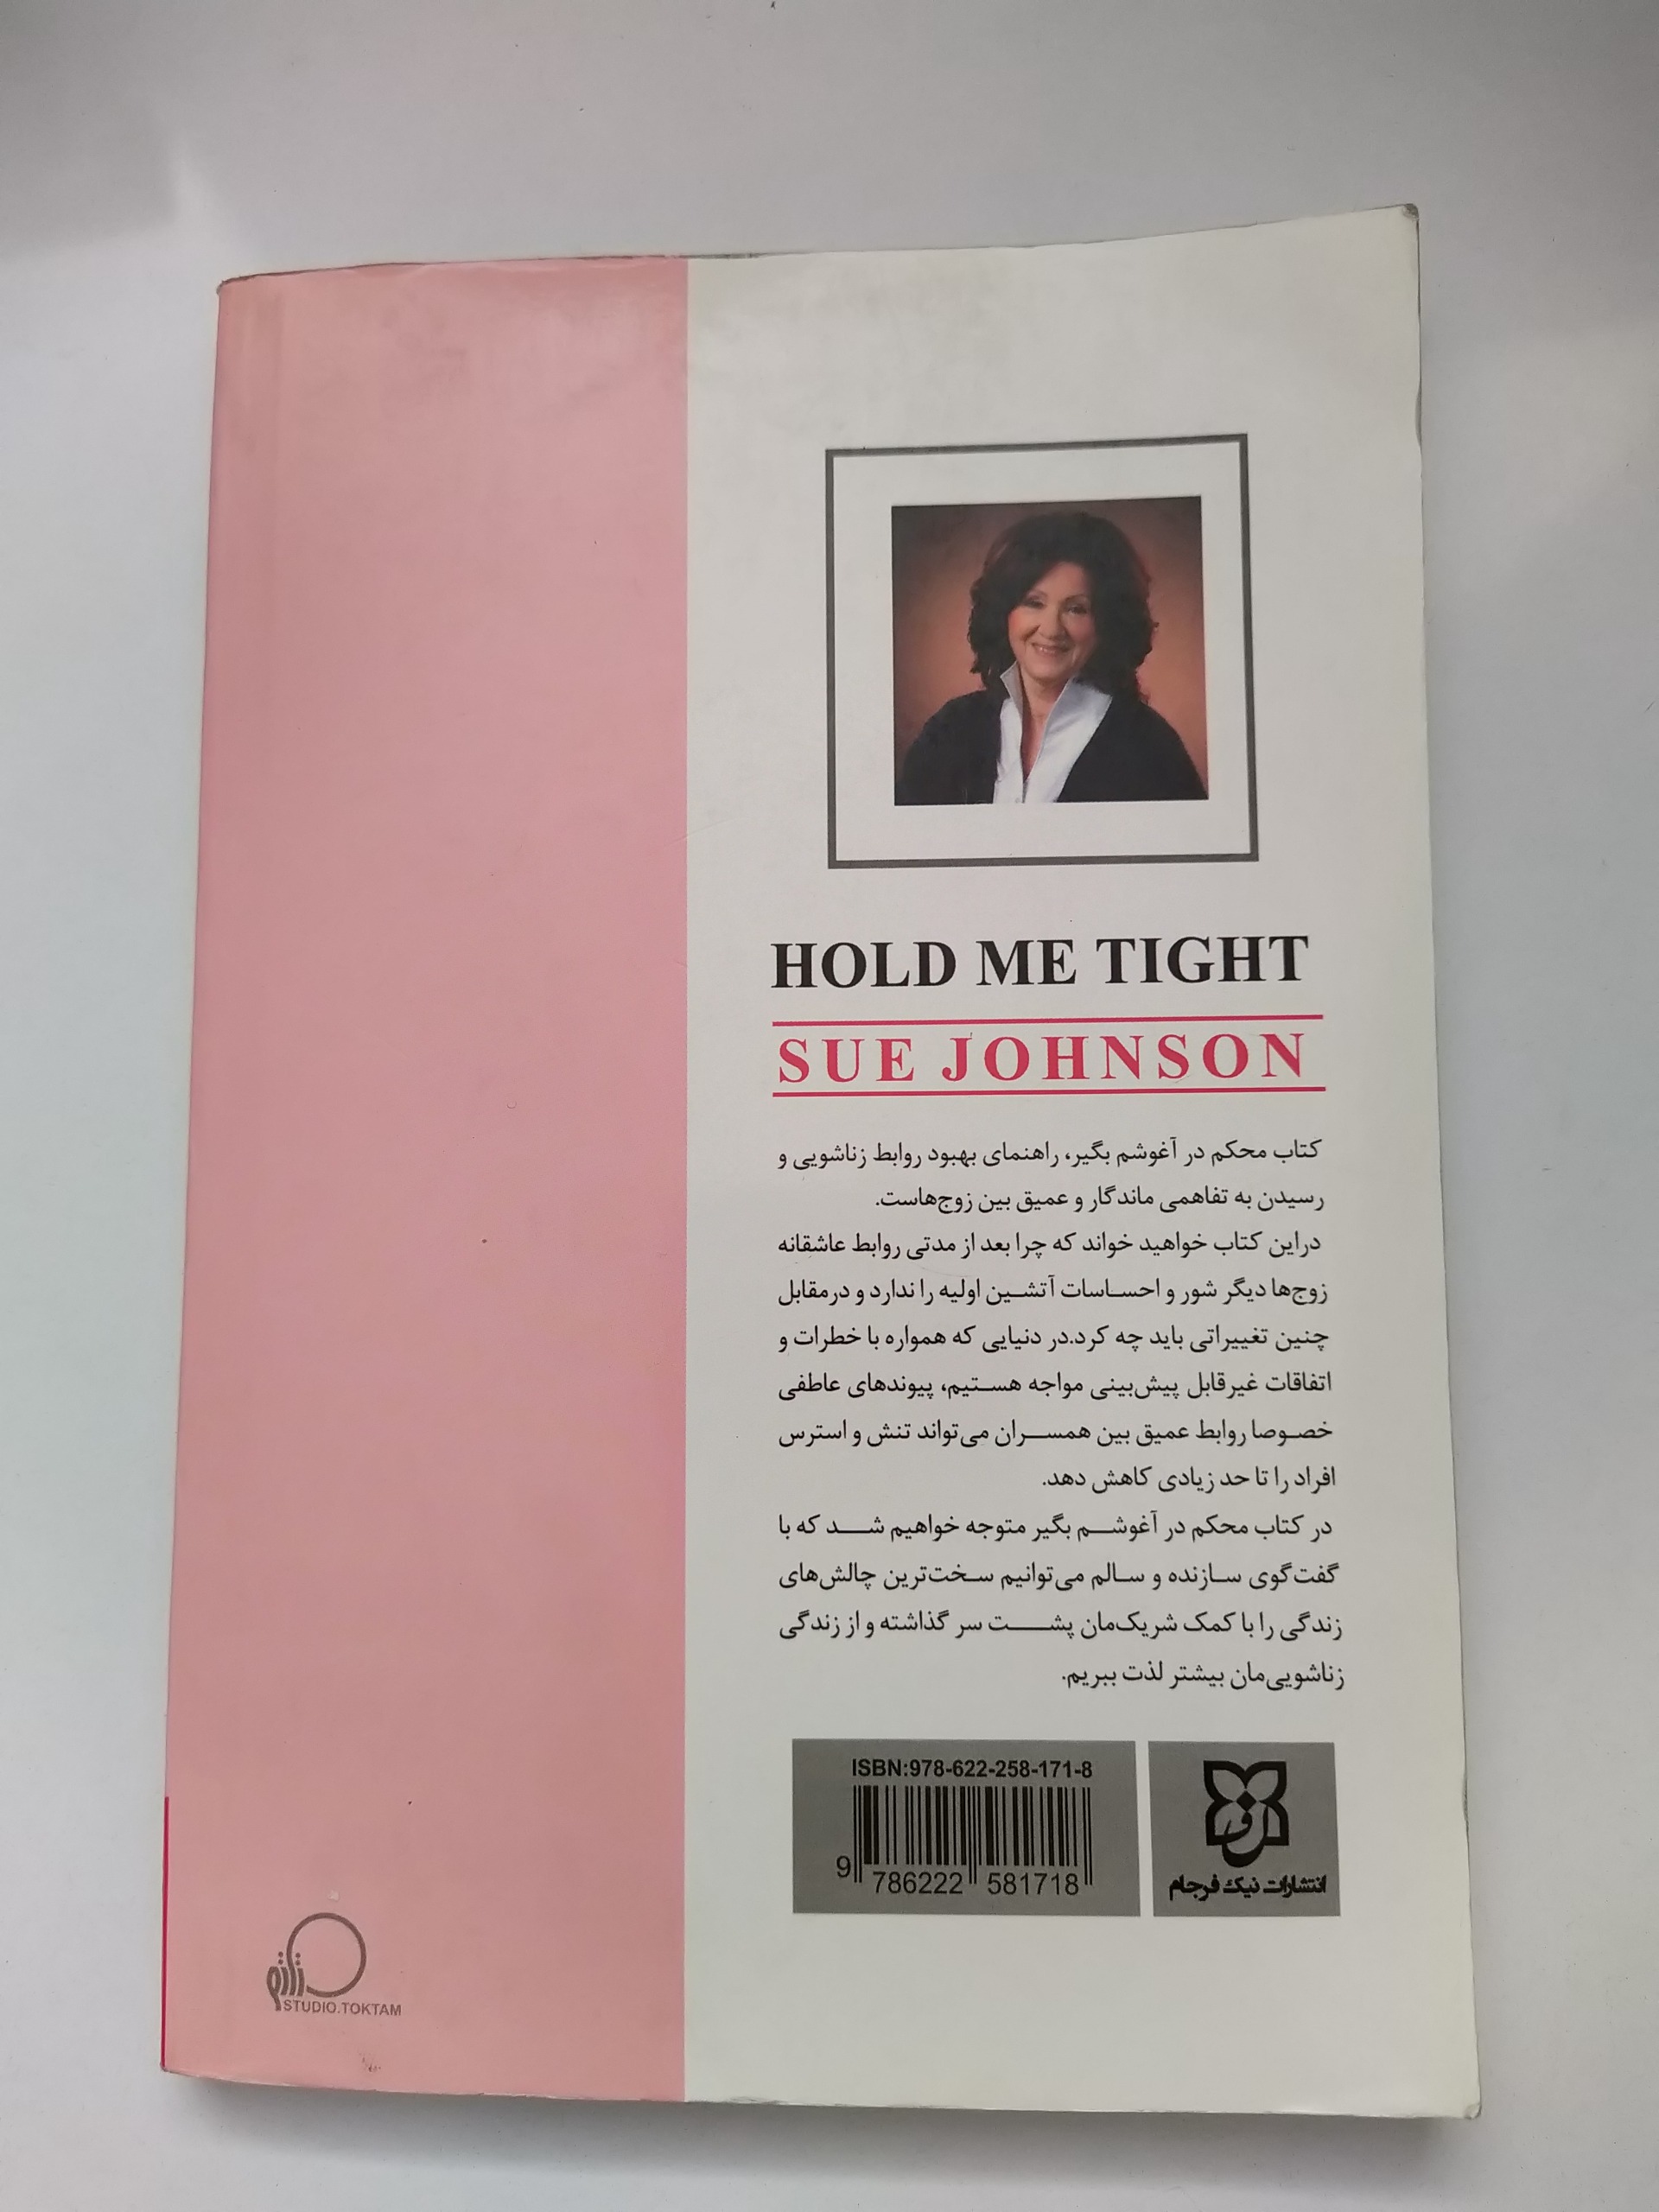 HOLD ME TIGHT
SUE JOHNSON
کتاب محکم در آغوشم بگیر، راهنمای بهبود روابط زناشویی و
رسیدن به تفاهمی ماندگار و عمیق بین زوج‌هاست.
دراین کتاب خواهید خواند که چرا بعد از مدتی روابط عاشقانه
زوج‌ها دیگر شور و احساسات آتشین اولیه را ندارد و درمقابل
چنین تغییراتی باید چه کرد.در دنیایی که همواره با خطرات و
اتفاقات غیرقابل پیش‌بینی مواجه هستیم، پیوندهای عاطفی
خصوصا روابط عمیق بین همسران می‌تواند تنش و استرس
افراد را تا حد زیادی کاهش دهد.
در کتاب محکم در آغوشم بگیر متوجه خواهیم شد که با
گفت‌گوی سازنده و سالم می‌توانیم سخت‌ترین چالش‌های
زندگی را با کمک شریک‌مان پشت سر گذاشته و از زندگی
زناشویی‌مان بیشتر لذت ببریم.
ISBN:978-622-258-171-8
9 786222 581718
انتشارات نیک فرجام
STUDIO.TOKTAM